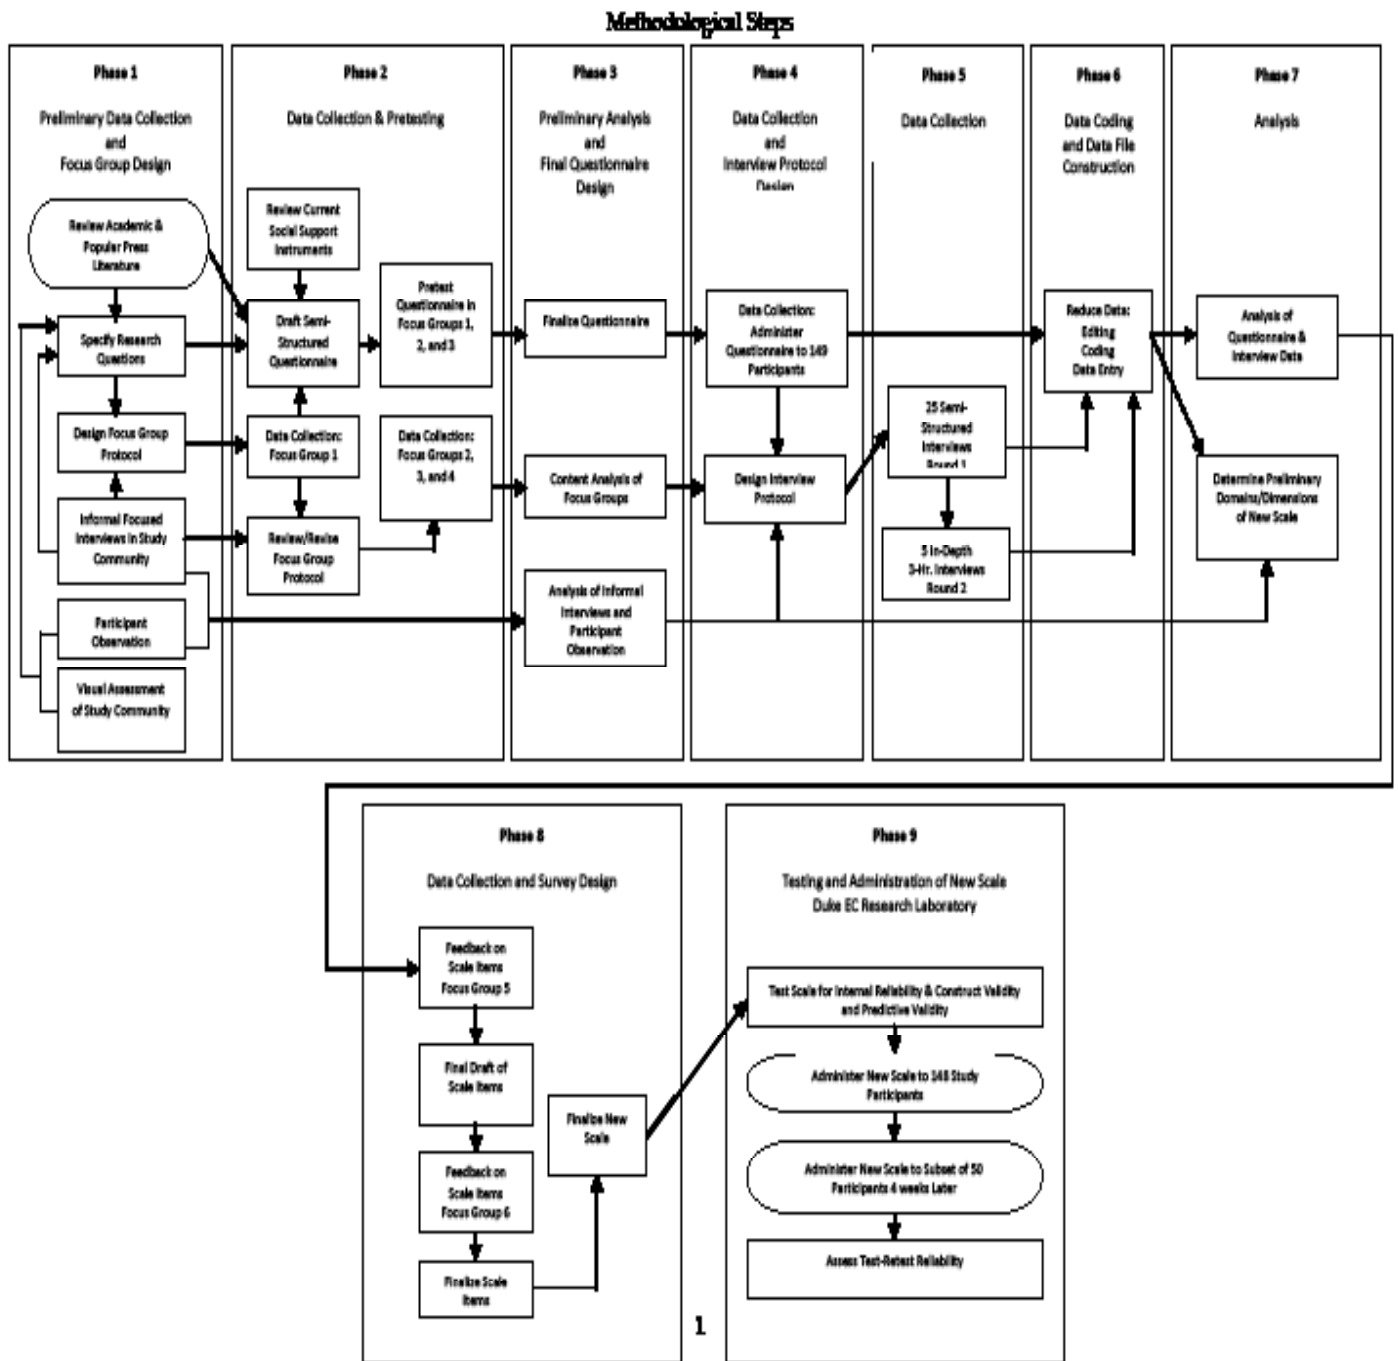 Methodological Steps
Phase 1
Preliminary Data Collection
and
Focus Group Design
Review Academic &
Popular Press
Literature
Specify Research
Questions
Design Focus Group
Protocol
Informal Focused
Interviews in Study
Community
Participant
Observation
Visual Assessment
of Study Community
Phase 2
Data Collection & Pretesting
Review Current
Social Support
Instruments
Draft Semi-
Structured
Questionnaire
Pretest
Questionnaire in
Focus Groups 1,
2, and 3
Data Collection:
Focus Group 1
Data Collection:
Focus Groups 2,
3, and 4
Review/Revise
Focus Group
Protocol
Phase 3
Preliminary Analysis
and
Final Questionnaire
Design
Finalize Questionnaire
Content Analysis of
Focus Groups
Analysis of Informal
Interviews and
Participant
Observation
Phase 4
Data Collection
and
Interview Protocol
Design
Data Collection:
Administer
Questionnaire to 149
Participants
Design Interview
Protocol
Phase 5
Data Collection
25 Semi-
Structured
Interviews
Round 1
5 In-Depth
3-Hr. Interviews
Round 2
Phase 6
Data Coding
and Data File
Construction
Reduce Data:
Editing
Coding
Data Entry
Phase 7
Analysis
Analysis of
Questionnaire &
Interview Data
Determine Preliminary
Domains/Dimensions
of New Scale
Phase 8
Data Collection and Survey Design
Feedback on
Scale Items
Focus Group 5
Final Draft of
Scale Items
Feedback on
Scale Items
Focus Group 6
Finalize Scale
Items
Finalize New
Scale
Phase 9
Testing and Administration of New Scale
Duke EC Research Laboratory
Test Scale for Internal Reliability & Construct Validity
and Predictive Validity
Administer New Scale to 148 Study
Participants
Administer New Scale to Subset of 50
Participants 4 weeks Later
Assess Test-Retest Reliability
1